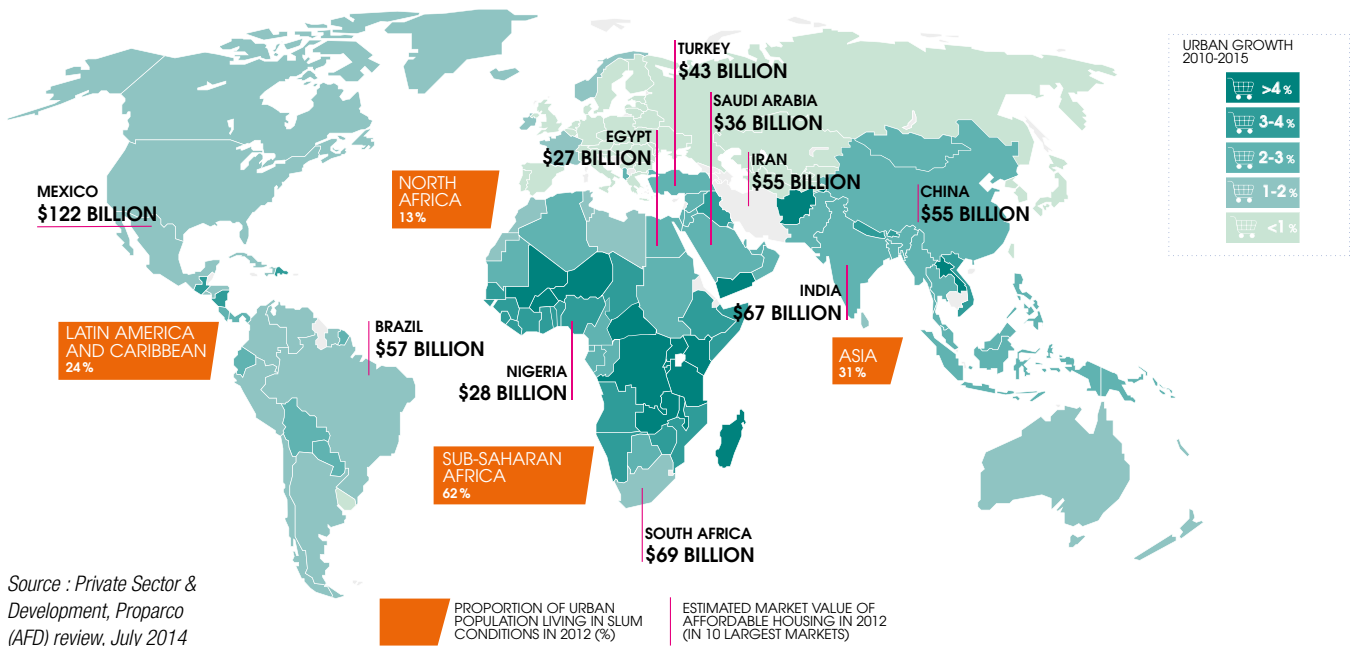 TURKEY
$43 BILLION
SAUDI ARABIA
$36 BILLION
EGYPT
$27 BILLION
IRAN
$55 BILLION
CHINA
$55 BILLION
INDIA
$67 BILLION
MEXICO
$122 BILLION
NORTH
AFRICA
13%
LATIN AMERICA
AND CARIBBEAN
24%
BRAZIL
$57 BILLION
NIGERIA
$28 BILLION
ASIA
31%
SUB-SAHARAN
AFRICA
62%
SOUTH AFRICA
$69 BILLION
URBAN GROWTH
2010-2015
>4%
3-4%
2-3%
1-2%
<1%
Source : Private Sector &
Development, Proparco
(AFD) review, July 2014
PROPORTION OF URBAN
POPULATION LIVING IN SLUM
CONDITIONS IN 2012 (%)
ESTIMATED MARKET VALUE OF
AFFORDABLE HOUSING IN 2012
(IN 10 LARGEST MARKETS)